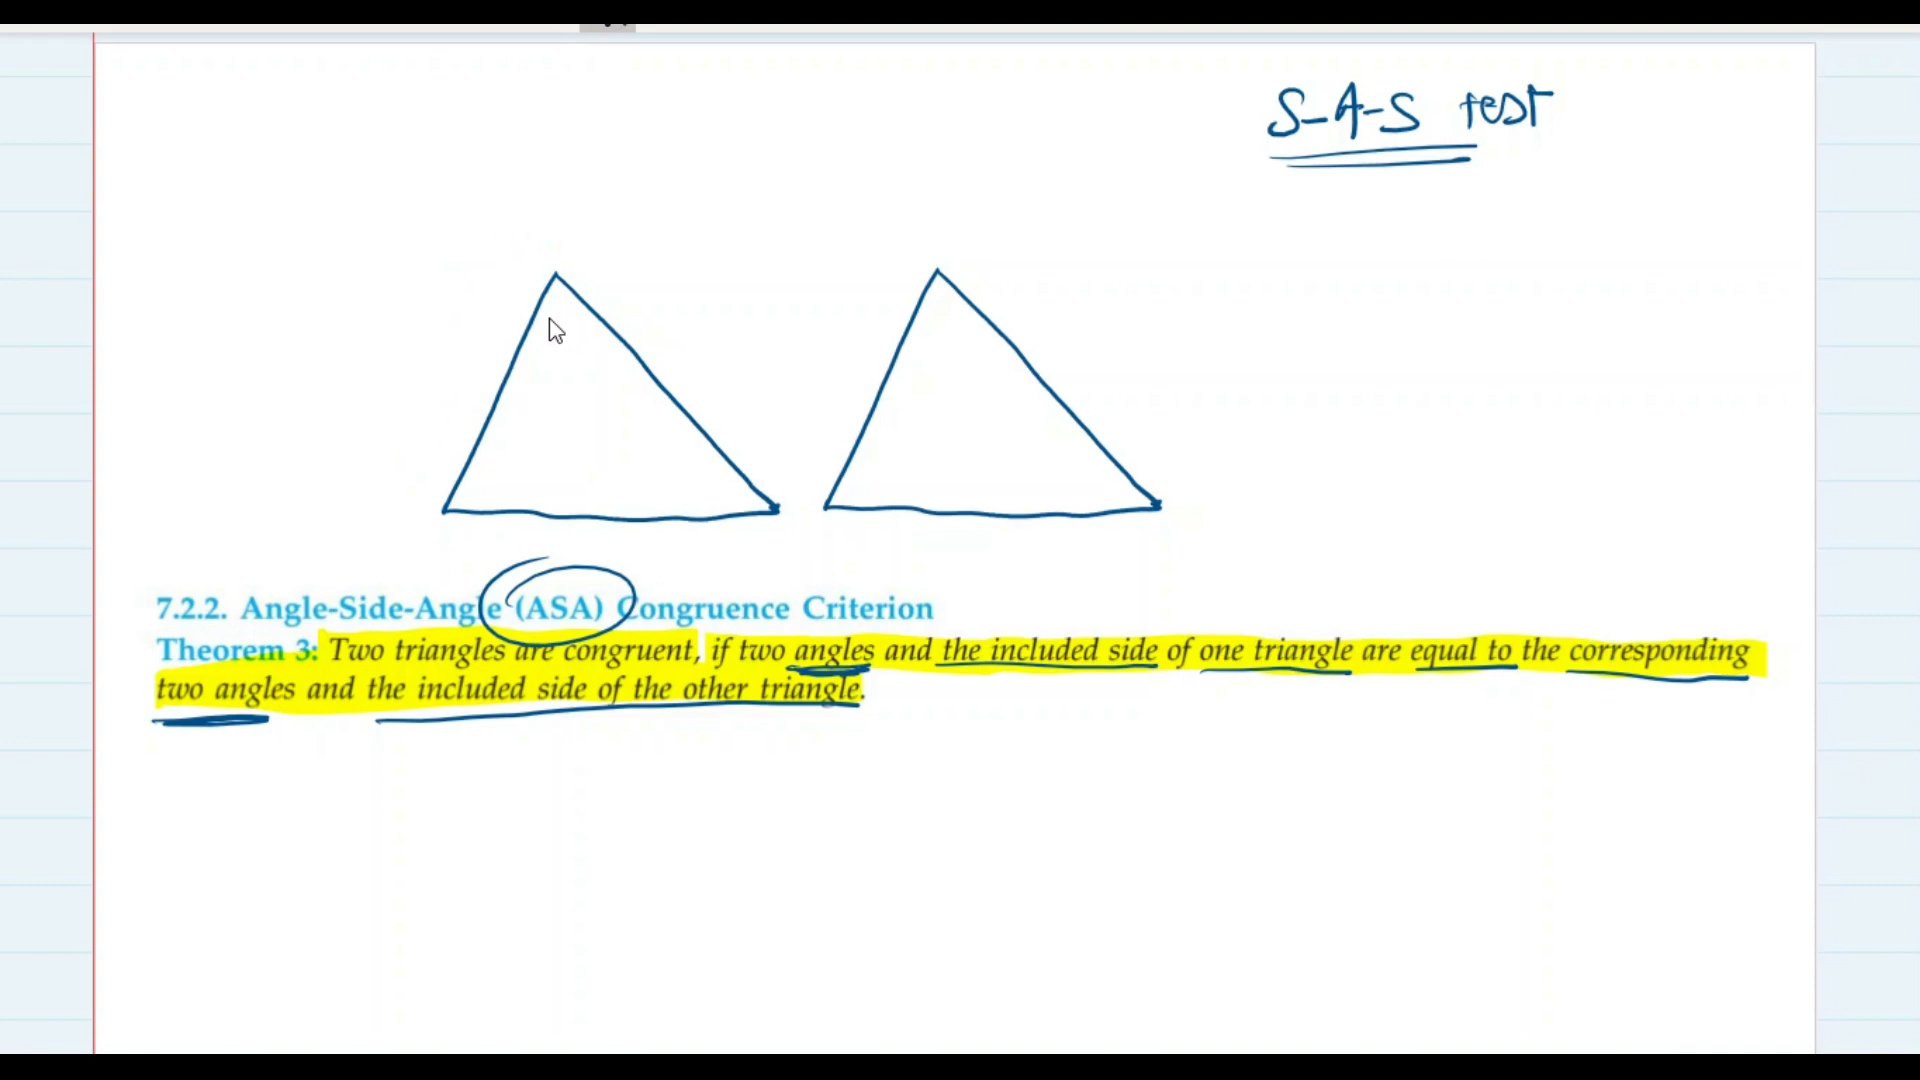 S-A-S test
7.2.2. Angle-Side-Angle (ASA) Congruence Criterion
Theorem 3: Two triangles are congruent, if two angles and the included side of one triangle are equal to the corresponding
two angles and the included side of the other triangle.